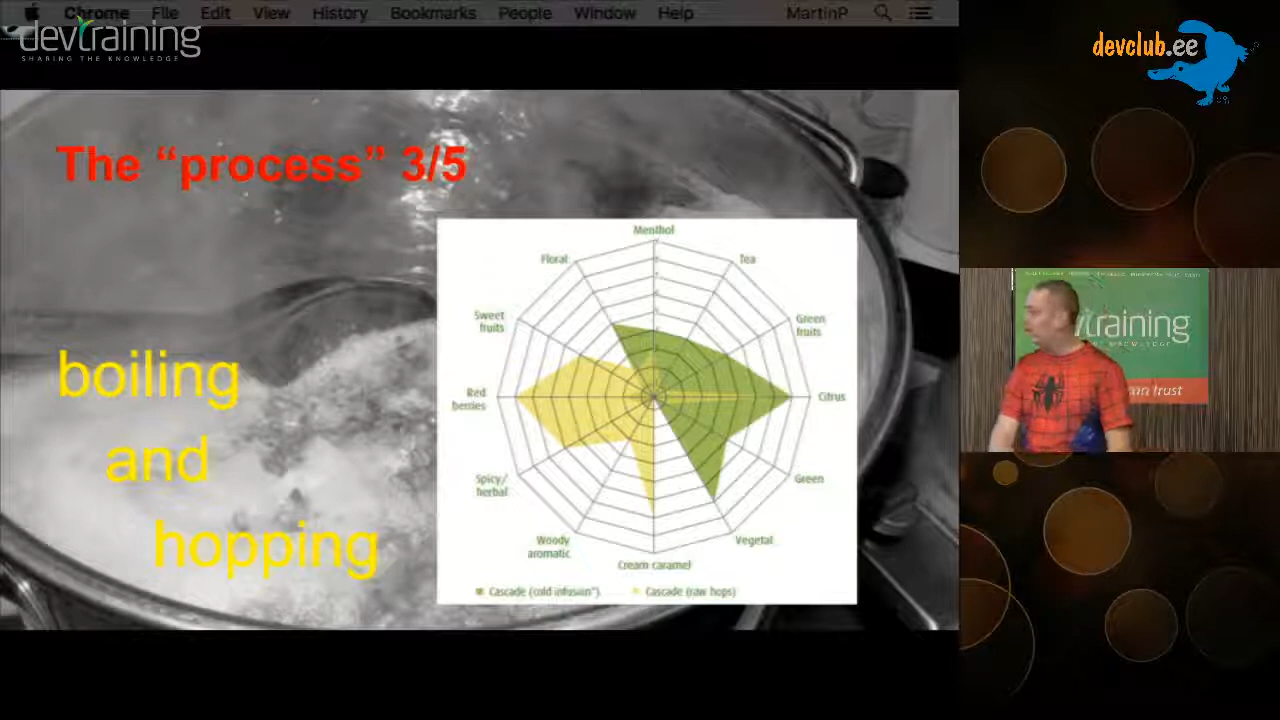 Chrome File Edit View History Bookmarks People Window Help MartinP
devtraining
SHARING THE KNOWLEDGE
devclub.ee
The “process” 3/5
boiling
and
hopping
Menthol
Floral
Tea
Sweet
fruits
Green
fruits
Red
berries
Citrus
Spicy/
herbal
Green
Woody
aromatic
Vegetal
Cream caramel
Cascade (cold infusion*)
Cascade (raw hops)
training
trust